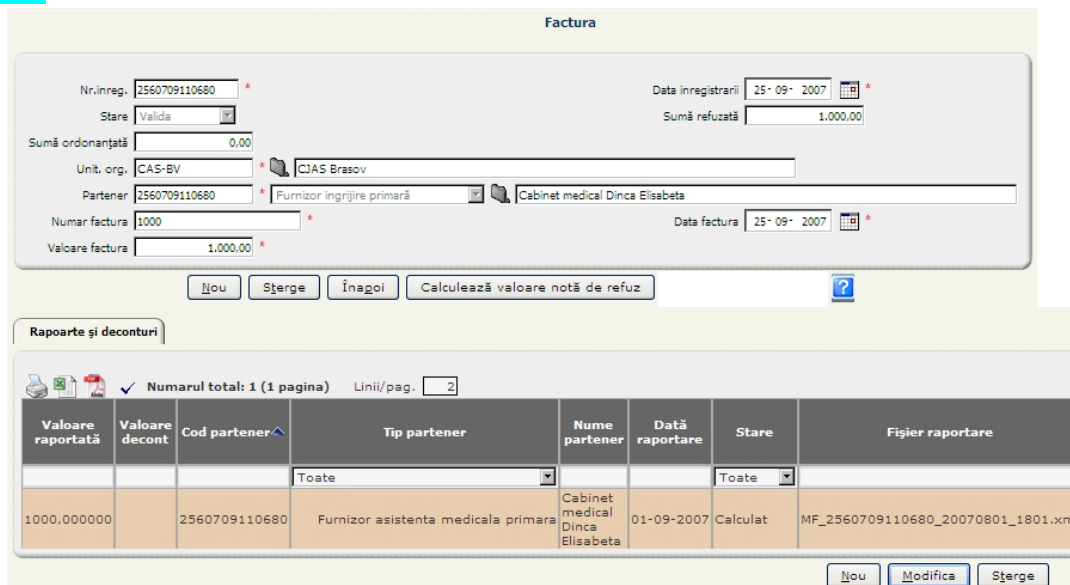 Factura
Nr.inreg. 2560709110680 * Data inregistrarii 25- 09- 2007 *
Stare Valida Sumă refuzată 1.000,00
Sumă ordonanțată 0,00
Unit. org. CAS-BV * CJAS Brasov
Partener 2560709110680 * Furnizor ingrijire primară Cabinet medical Dinca Elisabeta
Numar factura 1000 * Data factura 25- 09- 2007 *
Valoare factura 1.000,00 *
Nou Șterge Înapoi Calculează valoare notă de refuz ?
Rapoarte și deconturi
Numarul total: 1 (1 pagina) Linii/pag. 2
Valoare raportată Valoare decont Cod partener Tip partener Nume partener Dată raportare Stare Fișier raportare
Toate Toate
1000,000000 2560709110680 Furnizor asistenta medicala primara Cabinet medical Dinca Elisabeta 01-09-2007 Calculat MF_2560709110680_20070801_1801.xm
Nou Modifica Șterge